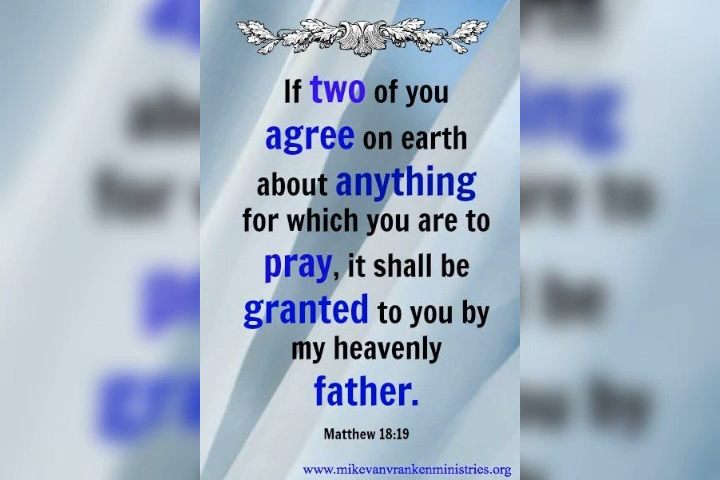 If two of you
agree on earth
about anything
for which you are to
pray, it shall be
granted to you by
my heavenly
father.
Matthew 18:19
www.mikevanvrankenministries.org